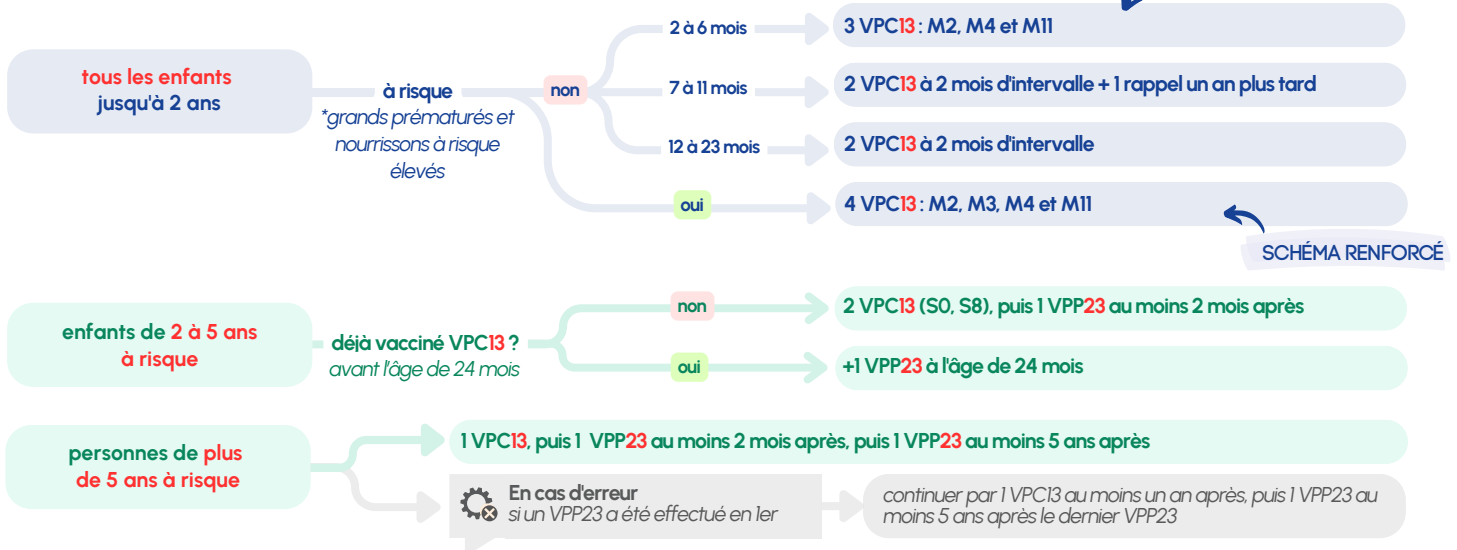 tous les enfants
jusqu'à 2 ans
à risque
*grands prématurés et
nourrissons à risque
élevés
non
2 à 6 mois
3 VPC13 : M2, M4 et M11
7 à 11 mois
2 VPC13 à 2 mois d'intervalle + 1 rappel un an plus tard
12 à 23 mois
2 VPC13 à 2 mois d'intervalle
oui
4 VPC13 : M2, M3, M4 et M11
SCHÉMA RENFORCÉ
enfants de 2 à 5 ans
à risque
déjà vacciné VPC13 ?
avant l'âge de 24 mois
non
2 VPC13 (S0, S8), puis 1 VPP23 au moins 2 mois après
oui
+1 VPP23 à l'âge de 24 mois
personnes de plus
de 5 ans à risque
1 VPC13, puis 1 VPP23 au moins 2 mois après, puis 1 VPP23 au moins 5 ans après
En cas d'erreur
si un VPP23 a été effectué en 1er
continuer par 1 VPC13 au moins un an après, puis 1 VPP23 au
moins 5 ans après le dernier VPP23